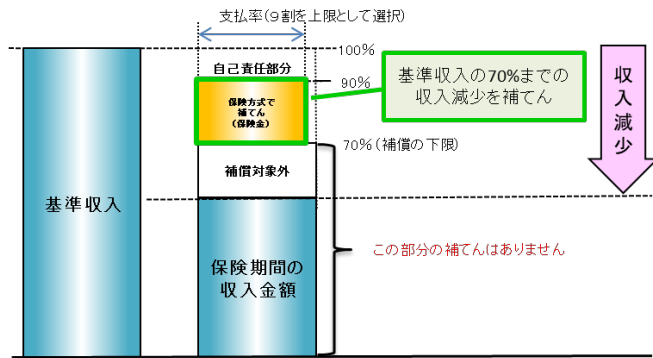 支払率(９割を上限として選択)
100%
自己責任部分
90%
保険方式で
補てん
(保険金)
基準収入の70%までの
収入減少を補てん
収入減少
70%(補償の下限)
補償対象外
基準収入
この部分の補てんはありません
保険期間の
収入金額